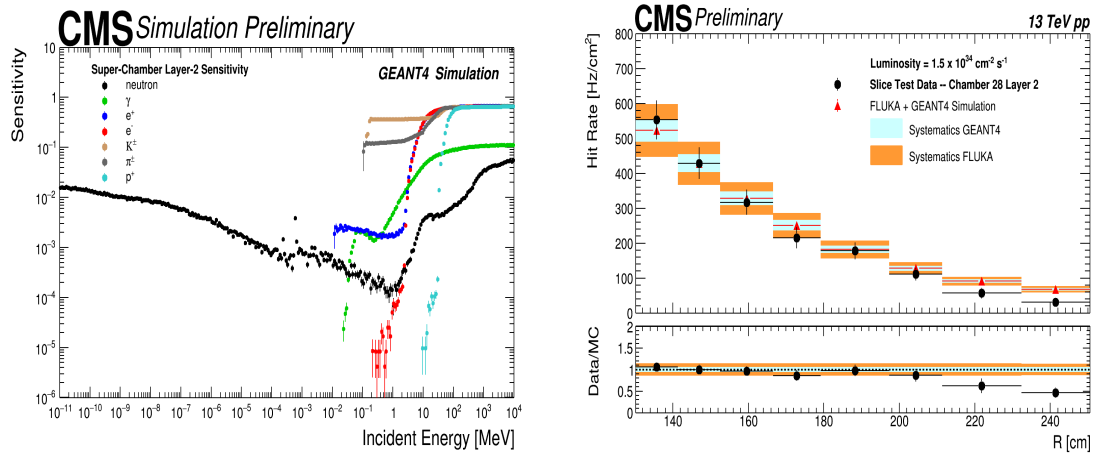 CMS Simulation Preliminary
Sensitivity
10
1
10⁻¹
10⁻²
10⁻³
10⁻⁴
10⁻⁵
10⁻⁶
Super-Chamber Layer-2 Sensitivity
GEANT4 Simulation
neutron
γ
e⁺
e⁻
K±
π±
p⁺
10⁻¹¹ 10⁻¹⁰ 10⁻⁹ 10⁻⁸ 10⁻⁷ 10⁻⁶ 10⁻⁵ 10⁻⁴ 10⁻³ 10⁻² 10⁻¹ 1 10 10² 10³ 10⁴
Incident Energy [MeV]
CMS Preliminary
13 TeV pp
Hit Rate [Hz/cm²]
800
700
600
500
400
300
200
100
0
Luminosity = 1.5 x 10³⁴ cm⁻² s⁻¹
Slice Test Data -- Chamber 28 Layer 2
FLUKA + GEANT4 Simulation
Systematics GEANT4
Systematics FLUKA
Data/MC
2
1.5
1
0.5
0
140 160 180 200 220 240
R [cm]